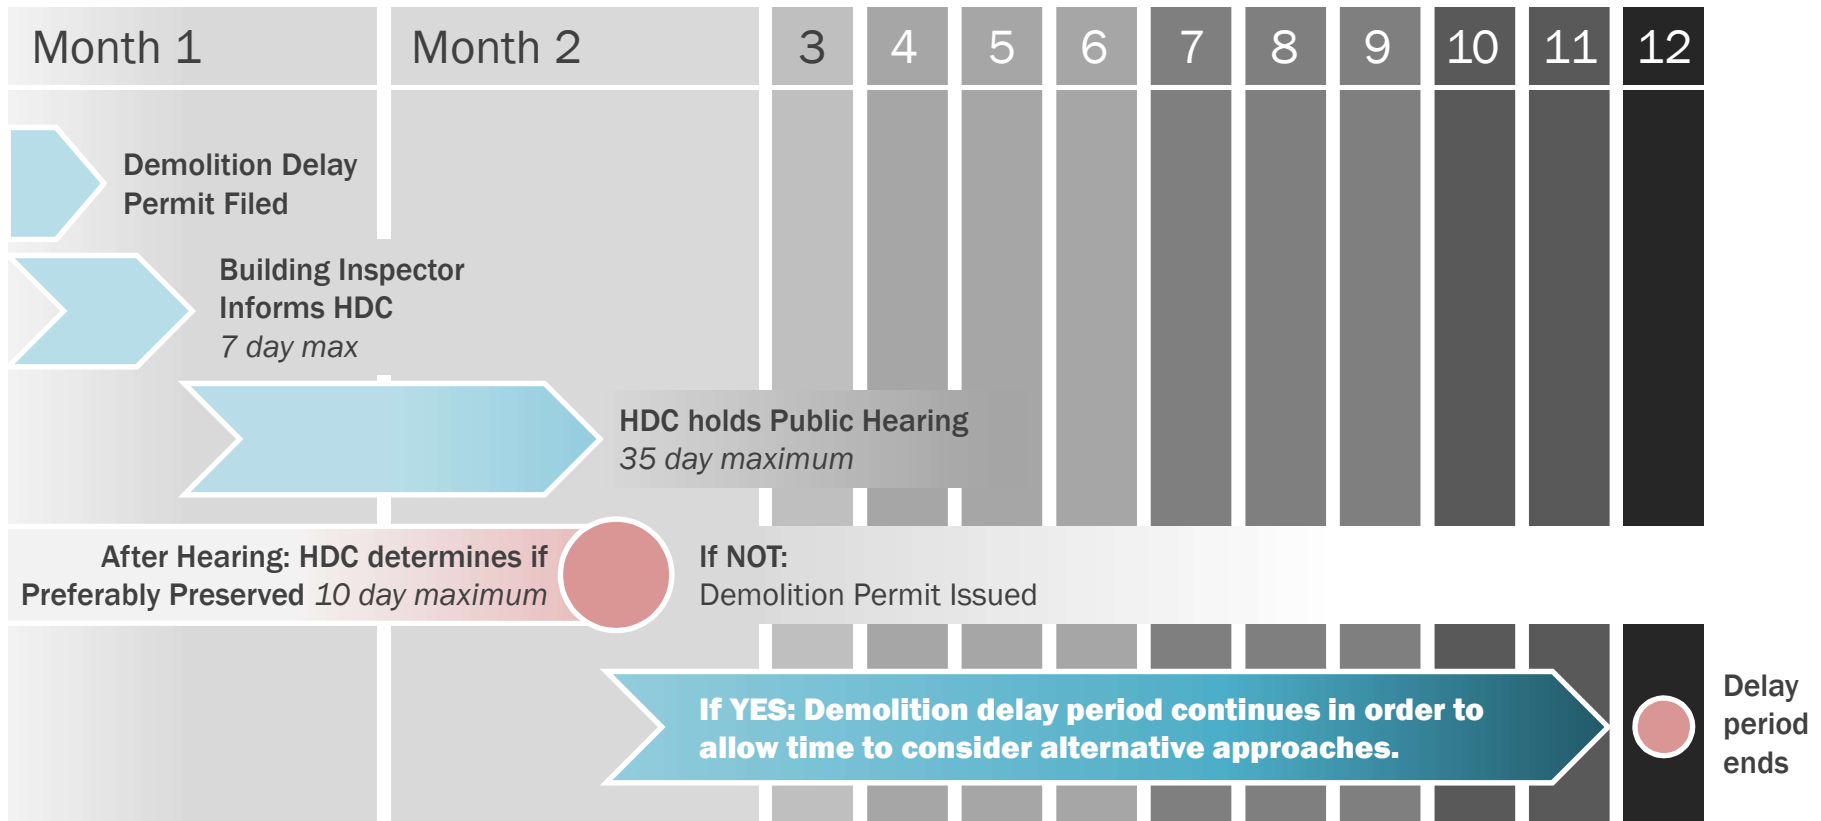 Month 1
Month 2
3
4
5
6
7
8
9
10
11
12
Demolition Delay
Permit Filed
Building Inspector
Informs HDC
7 day max
HDC holds Public Hearing
35 day maximum
After Hearing: HDC determines if
Preferably Preserved 10 day maximum
If NOT:
Demolition Permit Issued
If YES: Demolition delay period continues in order to
allow time to consider alternative approaches.
Delay
period
ends